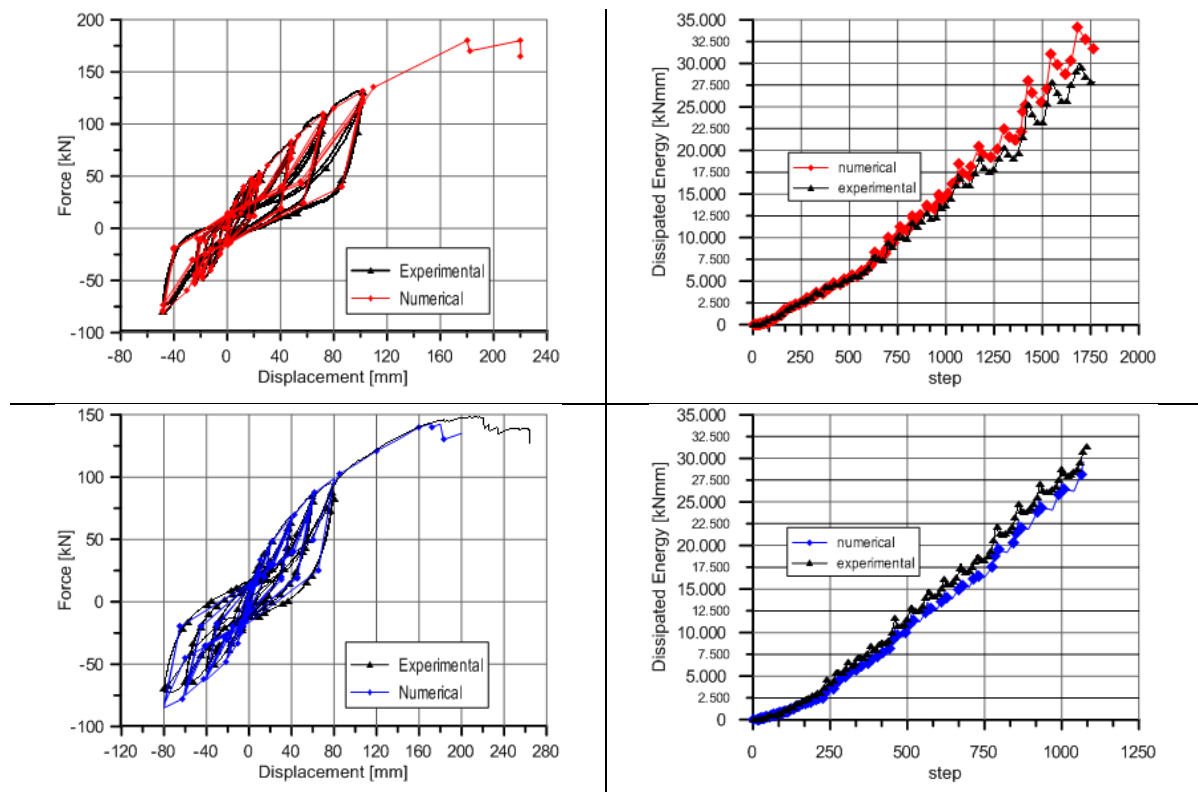 200
150
100
50
0
-50
-100
Force [kN]
-80 -40 0 40 80 120 160 200 240
Displacement [mm]
Experimental
Numerical
35.000
32.500
30.000
27.500
25.000
22.500
20.000
17.500
15.000
12.500
10.000
7.500
5.000
2.500
0
Dissipated Energy [kNmm]
0 250 500 750 1000 1250 1500 1750 2000
step
numerical
experimental
150
100
50
0
-50
-100
Force [kN]
-120 -80 -40 0 40 80 120 160 200 240 280
Displacement [mm]
Experimental
Numerical
35.000
32.500
30.000
27.500
25.000
22.500
20.000
17.500
15.000
12.500
10.000
7.500
5.000
2.500
0
Dissipated Energy [kNmm]
0 250 500 750 1000 1250
step
numerical
experimental